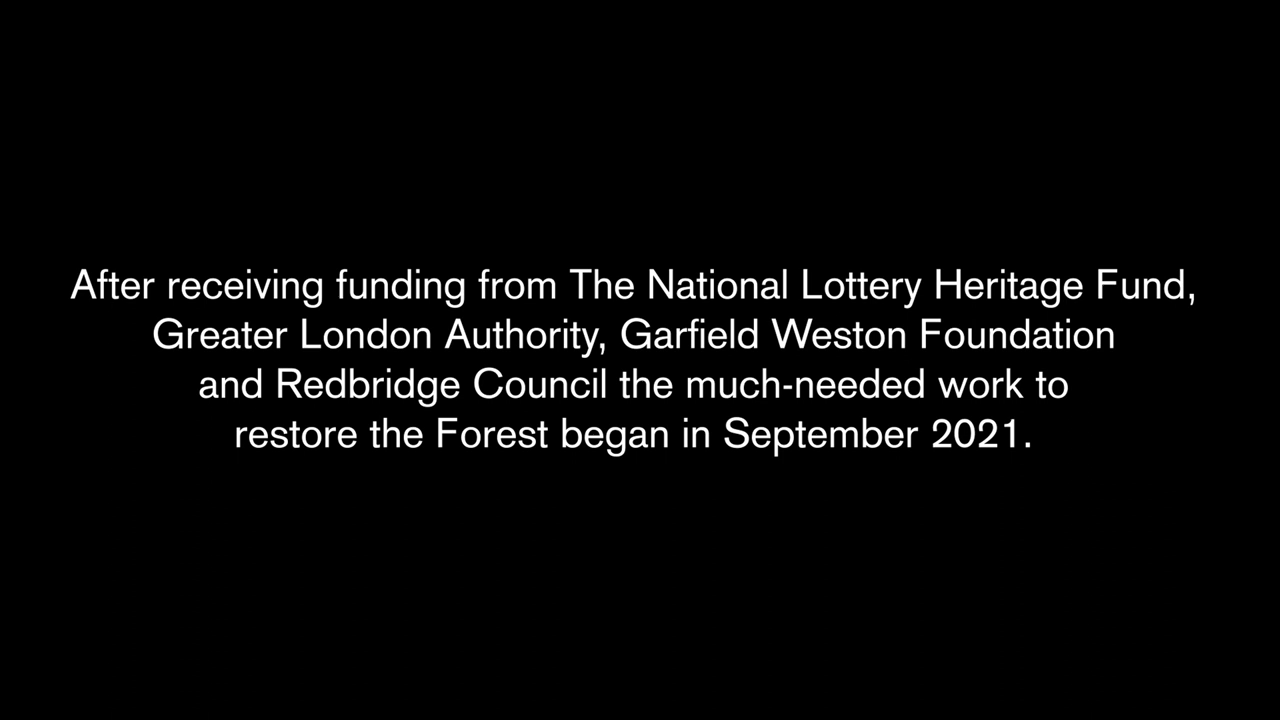 After receiving funding from The National Lottery Heritage Fund,
Greater London Authority, Garfield Weston Foundation
and Redbridge Council the much-needed work to
restore the Forest began in September 2021.